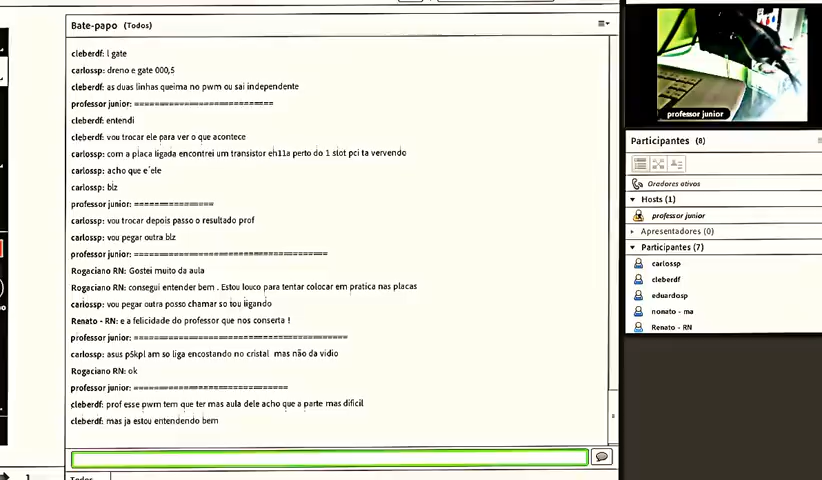 Bate-papo (Todos)
cleberdf: l gate
carlossp: dreno e gate 000,5
cleberdf: as duas linhas queima no pwm ou sai independente
professor junior: ============================
cleberdf: entendi
cleberdf: vou trocar ele para ver o que acontece
carlossp: com a placa ligada encontrei um transistor eh11a perto do 1 slot pci ta vervendo
carlossp: acho que e´ele
carlossp: blz
professor junior: ================
carlossp: vou trocar depois passo o resultado prof
carlossp: vou pegar outra blz
professor junior: =======================================
Rogaciano RN: Gostei muito da aula
Rogaciano RN: consegui entender bem . Estou louco para tentar colocar em pratica nas placas
carlossp: vou pegar outra posso chamar so tou ligando
Renato - RN: e a felicidade do professor que nos conserta !
professor junior: ===========================================
carlossp: asus p5kpl am so liga encostando no cristal mas não da vidio
Rogaciano RN: ok
professor junior: ===============================
cleberdf: prof esse pwm tem que ter mas aula dele acho que a parte mas dificil
cleberdf: mas ja estou entendendo bem
Todos
professor junior
Participantes (8)
Oradores ativos
Hosts (1)
professor junior
Apresentadores (0)
Participantes (7)
carlossp
cleberdf
eduardosp
nonato - ma
Renato - RN